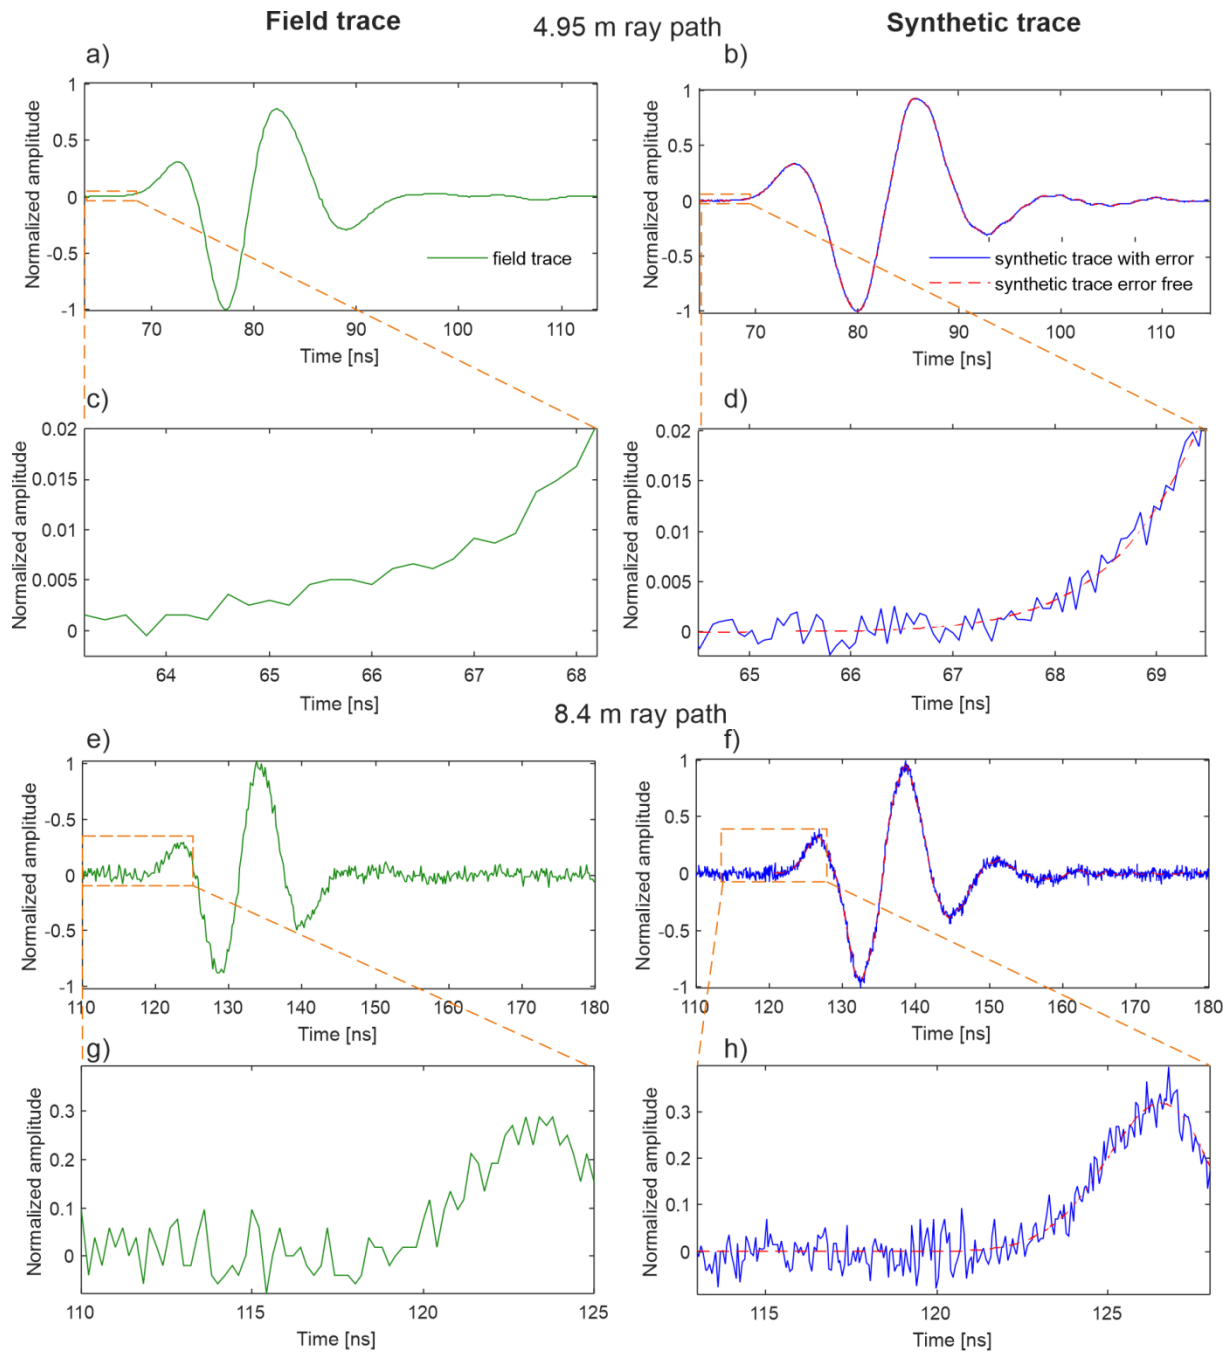 Field trace
4.95 m ray path
Synthetic trace
a)
b)
1
0.5
0
-0.5
-1
Normalized amplitude
field trace
70 80 90 100 110
Time [ns]
1
0.5
0
-0.5
-1
Normalized amplitude
synthetic trace with error
synthetic trace error free
70 80 90 100 110
Time [ns]
c)
d)
0.02
0.015
0.01
0.005
0
Normalized amplitude
64 65 66 67 68
Time [ns]
0.02
0.015
0.01
0.005
0
Normalized amplitude
65 66 67 68 69
Time [ns]
8.4 m ray path
e)
f)
1
-0.5
0
-0.5
-1
Normalized amplitude
110 120 130 140 150 160 170 180
Time [ns]
1
0.5
0
-0.5
-1
Normalized amplitude
110 120 130 140 150 160 170 180
Time [ns]
g)
h)
0.3
0.2
0.1
0
Normalized amplitude
110 115 120 125
Time [ns]
0.3
0.2
0.1
0
Normalized amplitude
115 120 125
Time [ns]